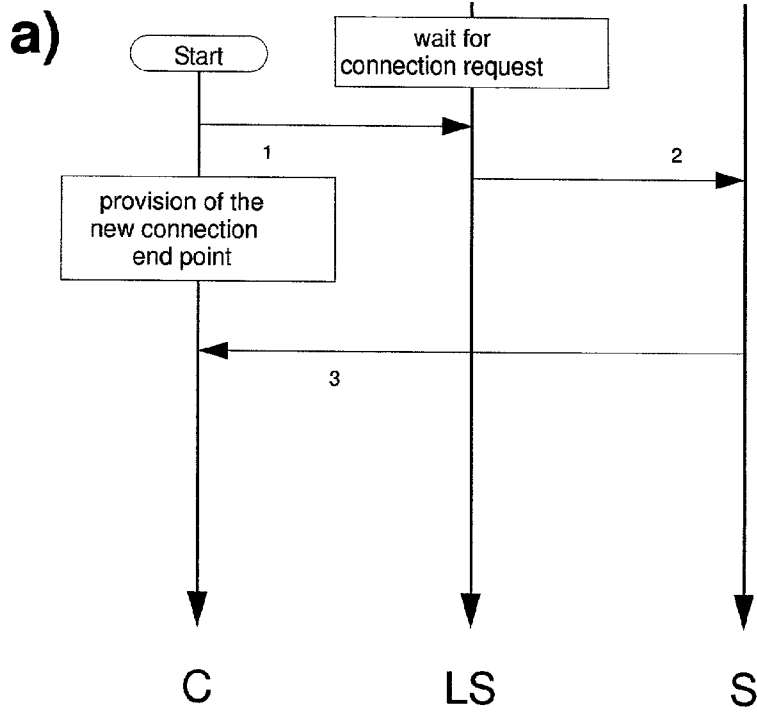 a)
Start
wait for
connection request
1
2
provision of the
new connection
end point
3
C
LS
S